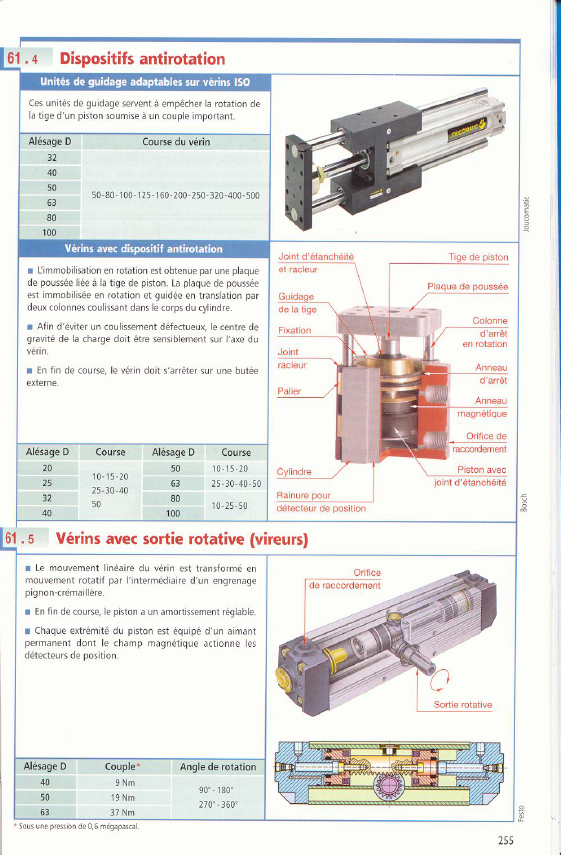 61.4 Dispositifs antirotation
Unités de guidage adaptables sur vérins ISO
Ces unités de guidage servent à empêcher la rotation de
la tige d'un piston soumise à un couple important.
Alésage D Course du vérin
32
40
50
63
80
100
50-80-100-125-160-200-250-320-400-500
JOUCOMATIC
Joucomatic
Vérins avec dispositif antirotation
■ L'immobilisation en rotation est obtenue par une plaque
de poussée liée à la tige de piston. La plaque de poussée
est immobilisée en rotation et guidée en translation par
deux colonnes coulissant dans le corps du cylindre.
■ Afin d'éviter un coulissement défectueux, le centre de
gravité de la charge doit être sensiblement sur l'axe du
vérin.
■ En fin de course, le vérin doit s'arrêter sur une butée
externe.
Alésage D Course Alésage D Course
20
25
32
40
10-15-20
25-30-40
50
50 10-15-20
63 25-30-40-50
80
100
10-25-50
Joint d'étanchéité
et racleur
Guidage
de la tige
Fixation
Joint
racleur
Palier
Cylindre
Rainure pour
détecteur de position
Tige de piston
Plaque de poussée
Colonne
d'arrêt
en rotation
Anneau
d'arrêt
Anneau
magnétique
Orifice de
raccordement
Piston avec
joint d'étanchéité
Bosch
61.5 Vérins avec sortie rotative (vireurs)
■ Le mouvement linéaire du vérin est transformé en
mouvement rotatif par l'intermédiaire d'un engrenage
pignon-crémaillère.
■ En fin de course, le piston a un amortissement réglable.
■ Chaque extrémité du piston est équipé d'un aimant
permanent dont le champ magnétique actionne les
détecteurs de position.
Orifice
de raccordement
Sortie rotative
Alésage D Couple* Angle de rotation
40 9 Nm
50 19 Nm
63 37 Nm
90° - 180°
270° - 360°
Festo
* Sous une pression de 0,6 mégapascal.
255